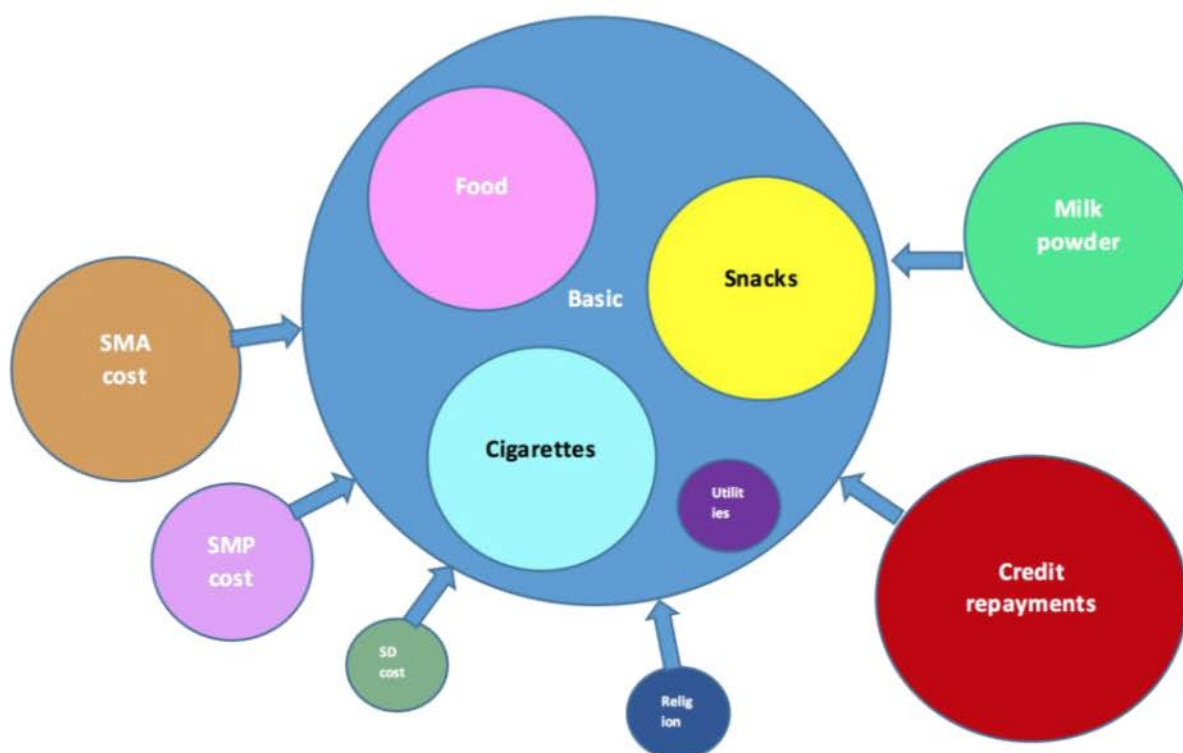 Food
Milk
powder
Snacks
Basic
SMA
cost
Cigarettes
Utilit
ies
SMP
cost
Credit
repayments
SD
cost
Relig
ion